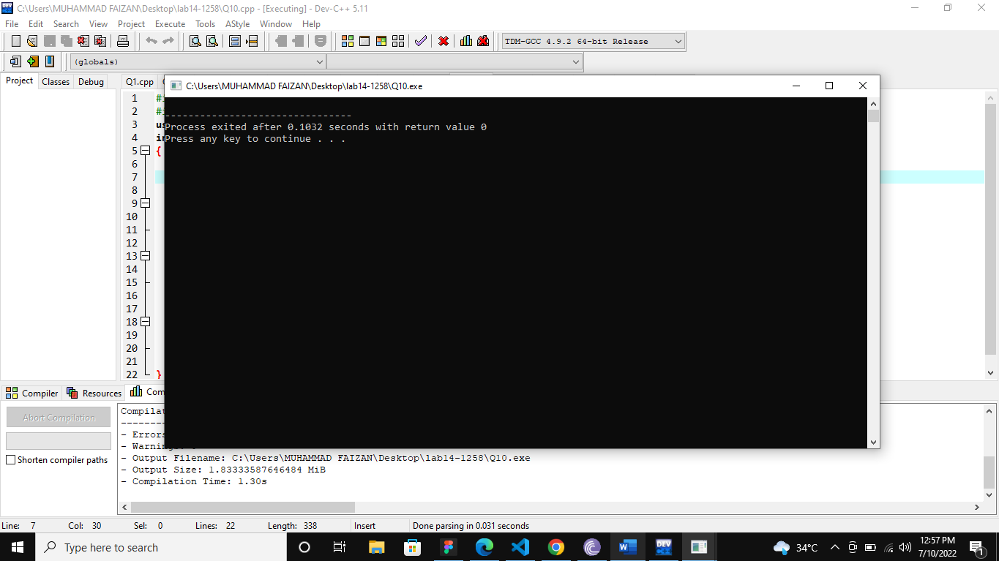 C:\Users\MUHAMMAD FAIZAN\Desktop\lab14-1258\Q10.cpp - [Executing] - Dev-C++ 5.11
File Edit Search View Project Execute Tools AStyle Window Help
TDM-GCC 4.9.2 64-bit Release
(globals)
Project Classes Debug Q1.cpp
C:\Users\MUHAMMAD FAIZAN\Desktop\lab14-1258\Q10.exe
--------------------------------
Process exited after 0.1032 seconds with return value 0
Press any key to continue . . .
1 #
2 #
3 us
4 in
5 {
6
7
8
9
10
11
12
13
14
15
16
17
18
19
20
21
22 }
Compiler Resources Com
Abort Compilation
Shorten compiler paths
Compilat
--------
- Errors
- Warnings:
- Output Filename: C:\Users\MUHAMMAD FAIZAN\Desktop\lab14-1258\Q10.exe
- Output Size: 1.83333587646484 MiB
- Compilation Time: 1.30s
Line: 7 Col: 30 Sel: 0 Lines: 22 Length: 338 Insert Done parsing in 0.031 seconds
Type here to search
34°C
12:57 PM
7/10/2022
1